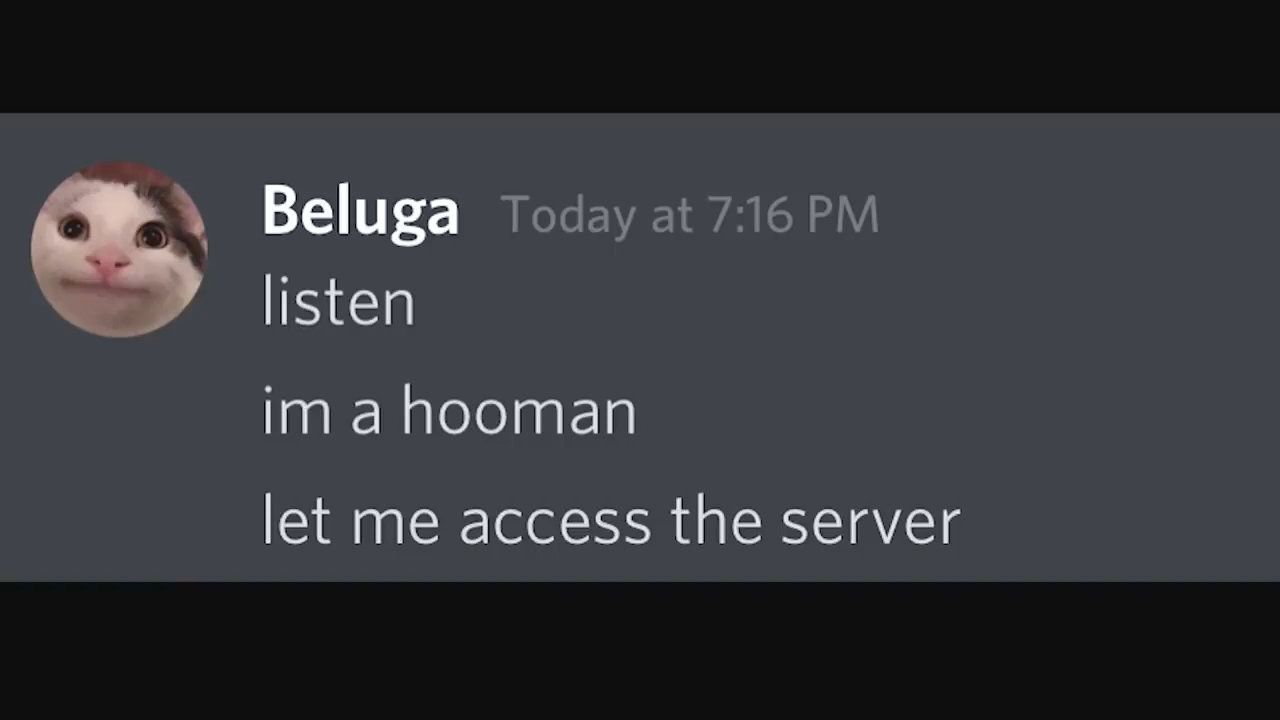 Beluga Today at 7:16 PM
listen
im a hooman
let me access the server